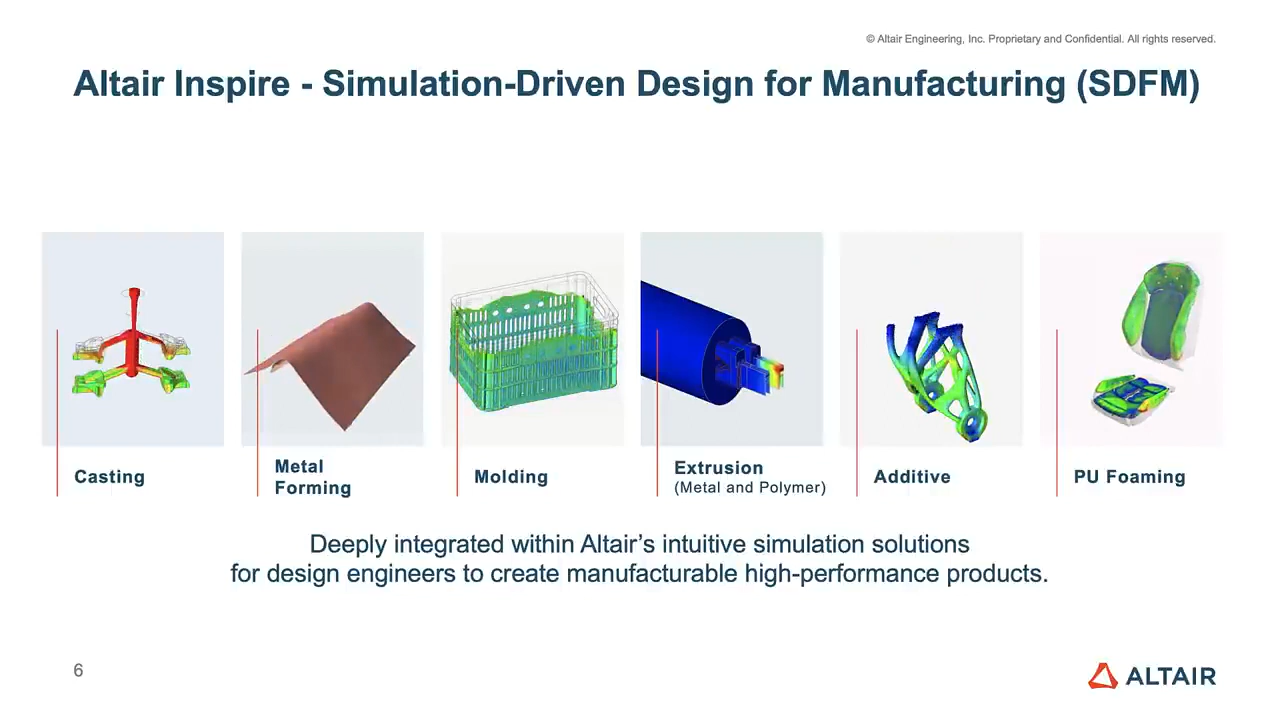 © Altair Engineering, Inc. Proprietary and Confidential. All rights reserved.
Altair Inspire - Simulation-Driven Design for Manufacturing (SDFM)
Casting
Metal
Forming
Molding
Extrusion
(Metal and Polymer)
Additive
PU Foaming
Deeply integrated within Altair’s intuitive simulation solutions
for design engineers to create manufacturable high-performance products.
6
ALTAIR